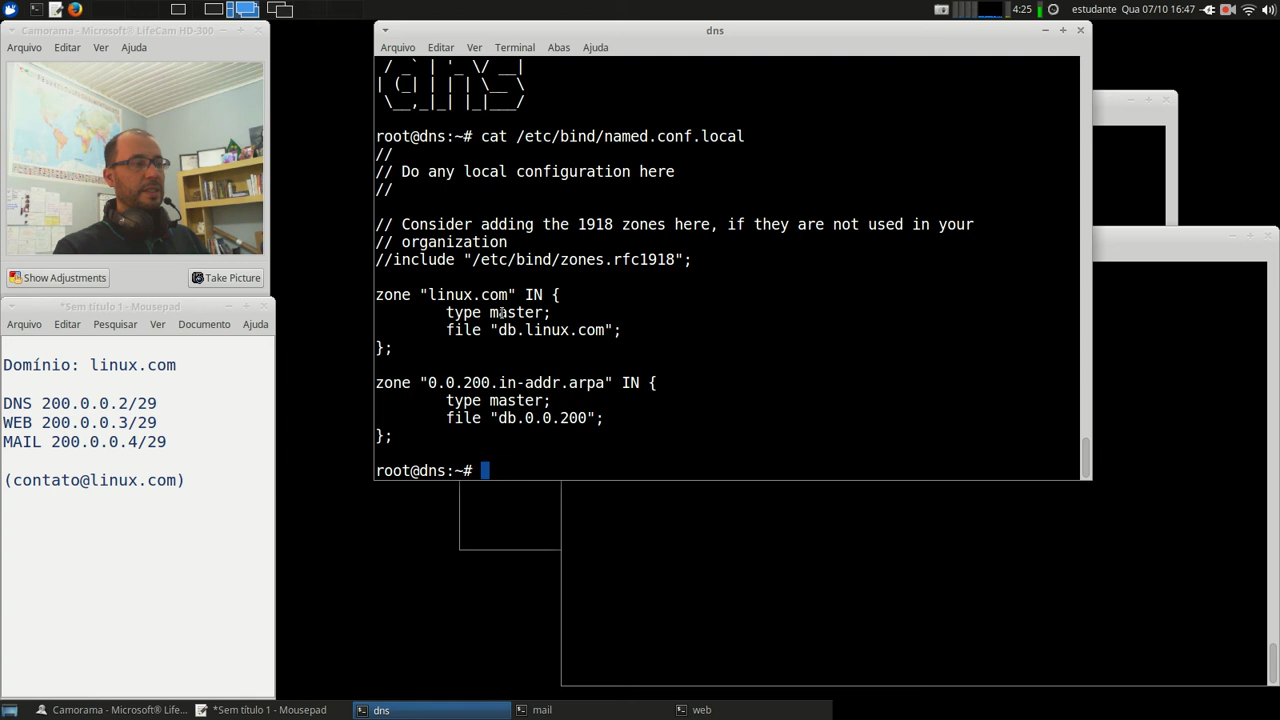 4:25 estudante Qua 07/10 16:47
Camorama - Microsoft® LifeCam HD-300
Arquivo Editar Ver Ajuda
Show Adjustments Take Picture
*Sem título 1 - Mousepad
Arquivo Editar Pesquisar Ver Documento Ajuda
Domínio: linux.com
DNS 200.0.0.2/29
WEB 200.0.0.3/29
MAIL 200.0.0.4/29
(contato@linux.com)
dns
Arquivo Editar Ver Terminal Abas Ajuda
dns
root@dns:~# cat /etc/bind/named.conf.local
//
// Do any local configuration here
//
// Consider adding the 1918 zones here, if they are not used in your
// organization
//include "/etc/bind/zones.rfc1918";
zone "linux.com" IN {
type master;
file "db.linux.com";
};
zone "0.0.200.in-addr.arpa" IN {
type master;
file "db.0.0.200";
};
root@dns:~#
Camorama - Microsoft® LifeC... *Sem título 1 - Mousepad dns mail web